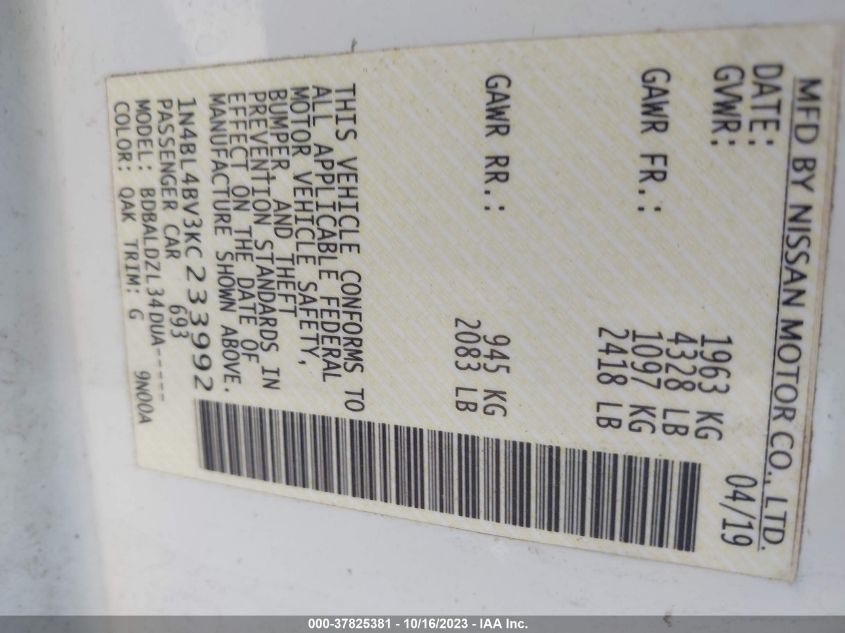 MFD BY NISSAN MOTOR CO., LTD.
DATE: 04/19
GVWR: 1963 KG
4328 LB
GAWR FR.: 1097 KG
2418 LB
GAWR RR.: 945 KG
2083 LB
THIS VEHICLE CONFORMS TO
ALL APPLICABLE FEDERAL
MOTOR VEHICLE SAFETY,
BUMPER, AND THEFT
PREVENTION STANDARDS IN
EFFECT ON THE DATE OF
MANUFACTURE SHOWN ABOVE.
1N4BL4BV3KC233992
PASSENGER CAR 693
MODEL: BDBALDZL34DUA-----
COLOR: QAK TRIM: G 9N00A
000-37825381 - 10/16/2023 - IAA Inc.